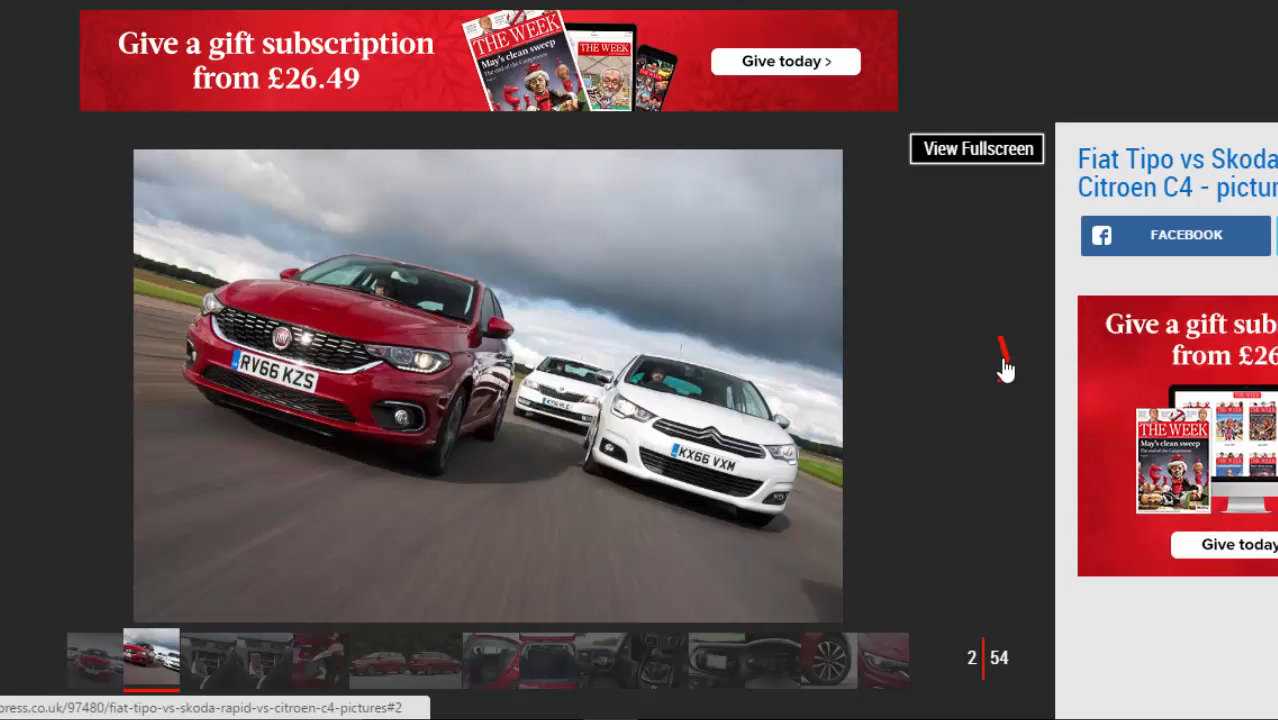 Give a gift subscription
from £26.49
THE WEEK
May's clean sweep
THE WEEK
Give today >
View Fullscreen
Fiat Tipo vs Skoda
Citroen C4 - pictur
FACEBOOK
RV66 KZS
KX66 VXM
Give a gift sub
from £26
THE WEEK
May's clean sweep
Give today
2 54
press.co.uk/97480/fiat-tipo-vs-skoda-rapid-vs-citroen-c4-pictures#2